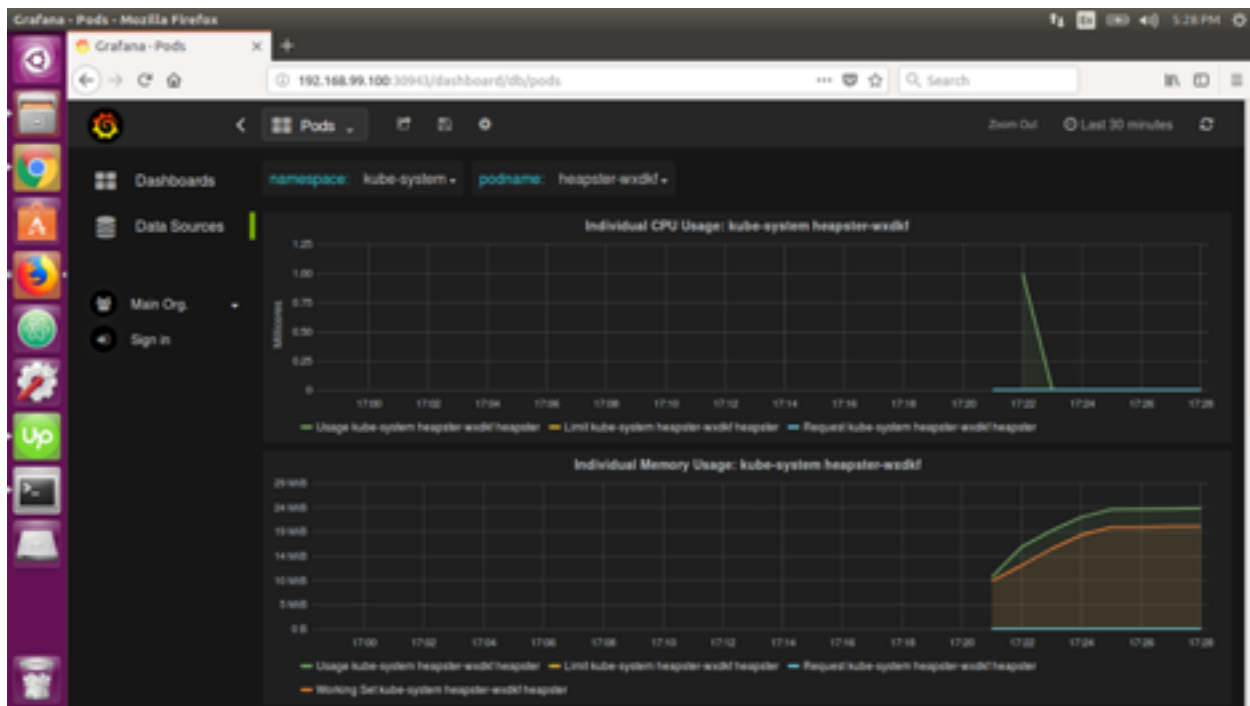 Grafana - Pods - Mozilla Firefox
En
5:28 PM
Grafana - Pods
192.168.99.100:30943/dashboard/db/pods
Search
Pods
Zoom Out
Last 30 minutes
Dashboards
Data Sources
Main Org.
Sign in
namespace: kube-system podname: heapster-wxdkf
Individual CPU Usage: kube-system heapster-wxdkf
1.25
1.00
0.75
0.50
0.25
0
Millicores
17:00 17:02 17:04 17:06 17:08 17:10 17:12 17:14 17:16 17:18 17:20 17:22 17:24 17:26 17:28
Usage kube-system heapster-wxdkf heapster Limit kube-system heapster-wxdkf heapster Request kube-system heapster-wxdkf heapster
Individual Memory Usage: kube-system heapster-wxdkf
29 MiB
24 MiB
19 MiB
14 MiB
10 MiB
5 MiB
0 B
17:00 17:02 17:04 17:06 17:08 17:10 17:12 17:14 17:16 17:18 17:20 17:22 17:24 17:26 17:28
Usage kube-system heapster-wxdkf heapster Limit kube-system heapster-wxdkf heapster Request kube-system heapster-wxdkf heapster
Working Set kube-system heapster-wxdkf heapster
Up